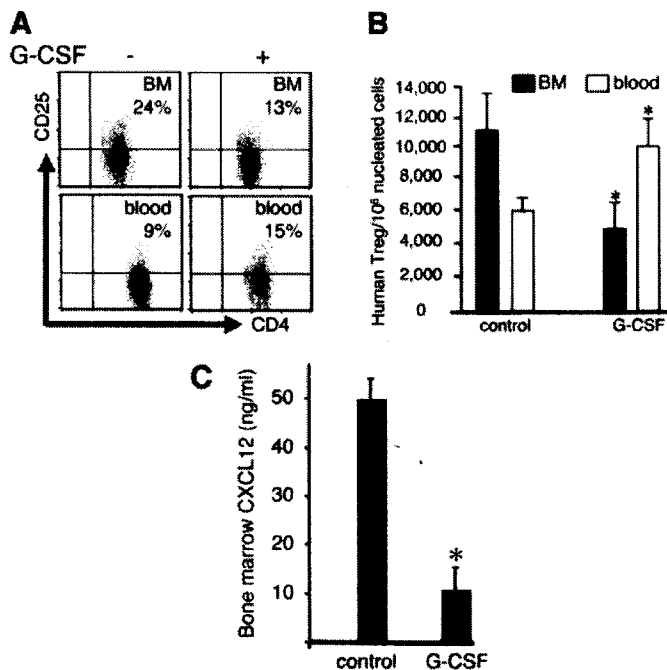 A
G-CSF - +
BM
24%
BM
13%
CD25
blood
9%
blood
15%
CD4
B
Human Treg/10⁶ nucleated cells
BM blood
14,000
12,000
10,000
8,000
6,000
4,000
2,000
0
*
*
control G-CSF
C
Bone marrow CXCL12 (ng/ml)
50
40
30
20
10
*
control G-CSF